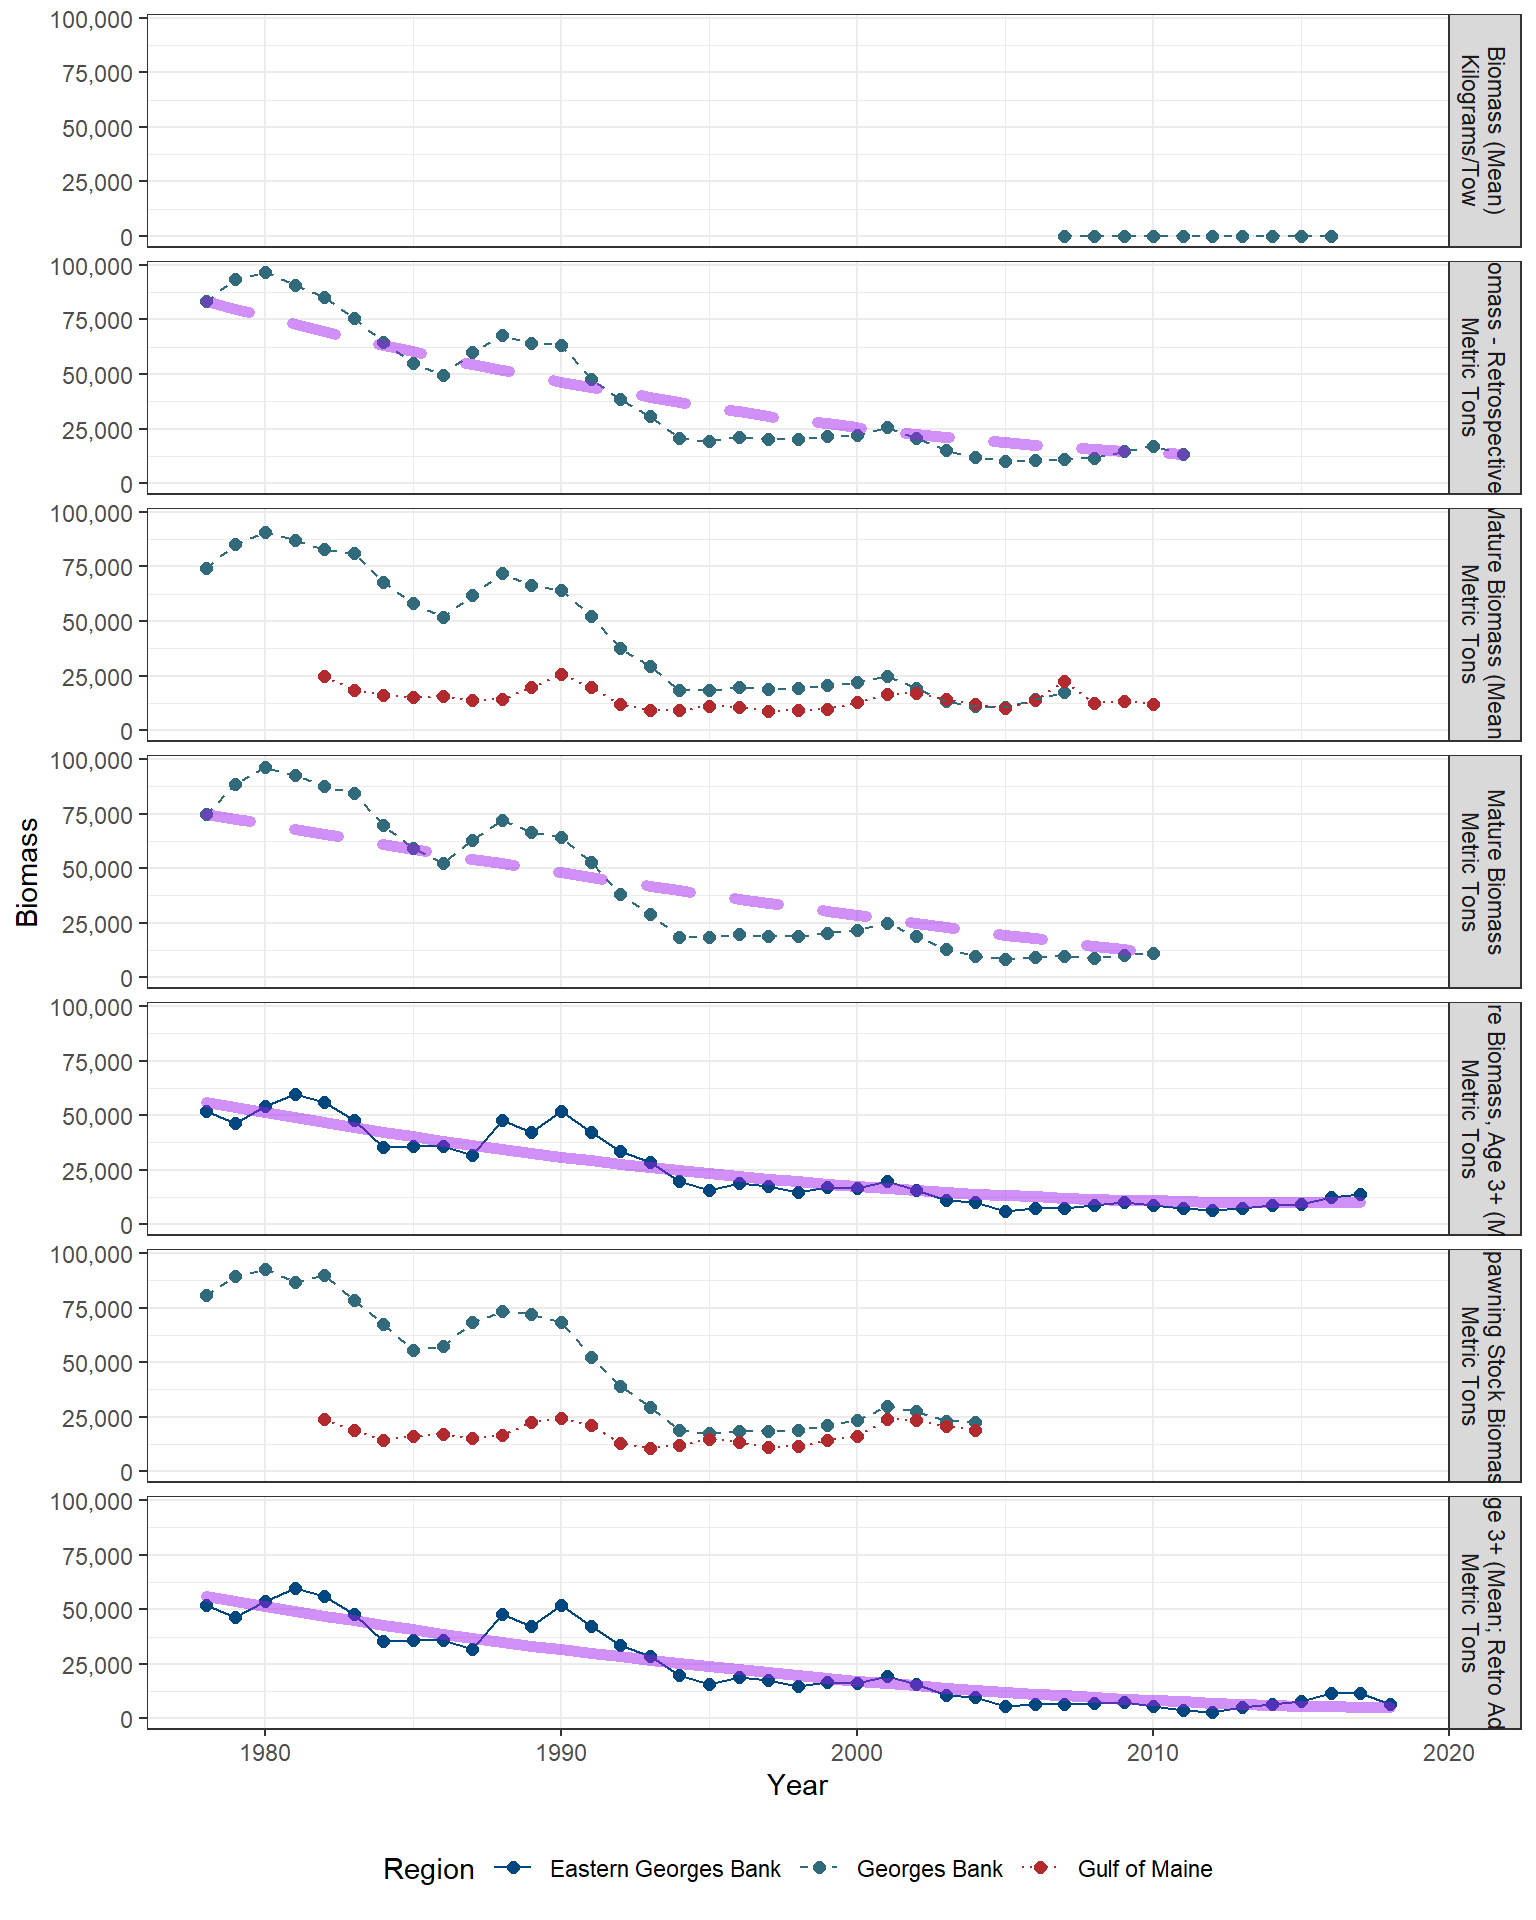 100,000
75,000
50,000
25,000
0
Biomass (Mean)
Kilograms/Tow
100,000
75,000
50,000
25,000
0
omass - Retrospective
Metric Tons
100,000
75,000
50,000
25,000
0
Mature Biomass (Mean
Metric Tons
100,000
75,000
50,000
25,000
0
Mature Biomass
Metric Tons
100,000
75,000
50,000
25,000
0
re Biomass, Age 3+ (M
Metric Tons
100,000
75,000
50,000
25,000
0
pawning Stock Biomas
Metric Tons
100,000
75,000
50,000
25,000
0
ge 3+ (Mean; Retro Ad
Metric Tons
Biomass
1980
1990
2000
2010
2020
Year
Region
Eastern Georges Bank
Georges Bank
Gulf of Maine